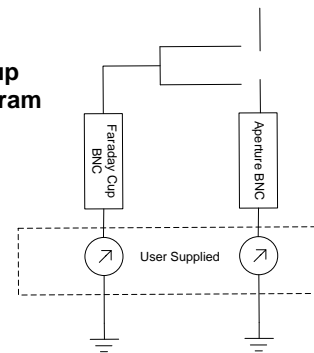 up
ram
Faraday Cup
BNC
Aperture BNC
User Supplied